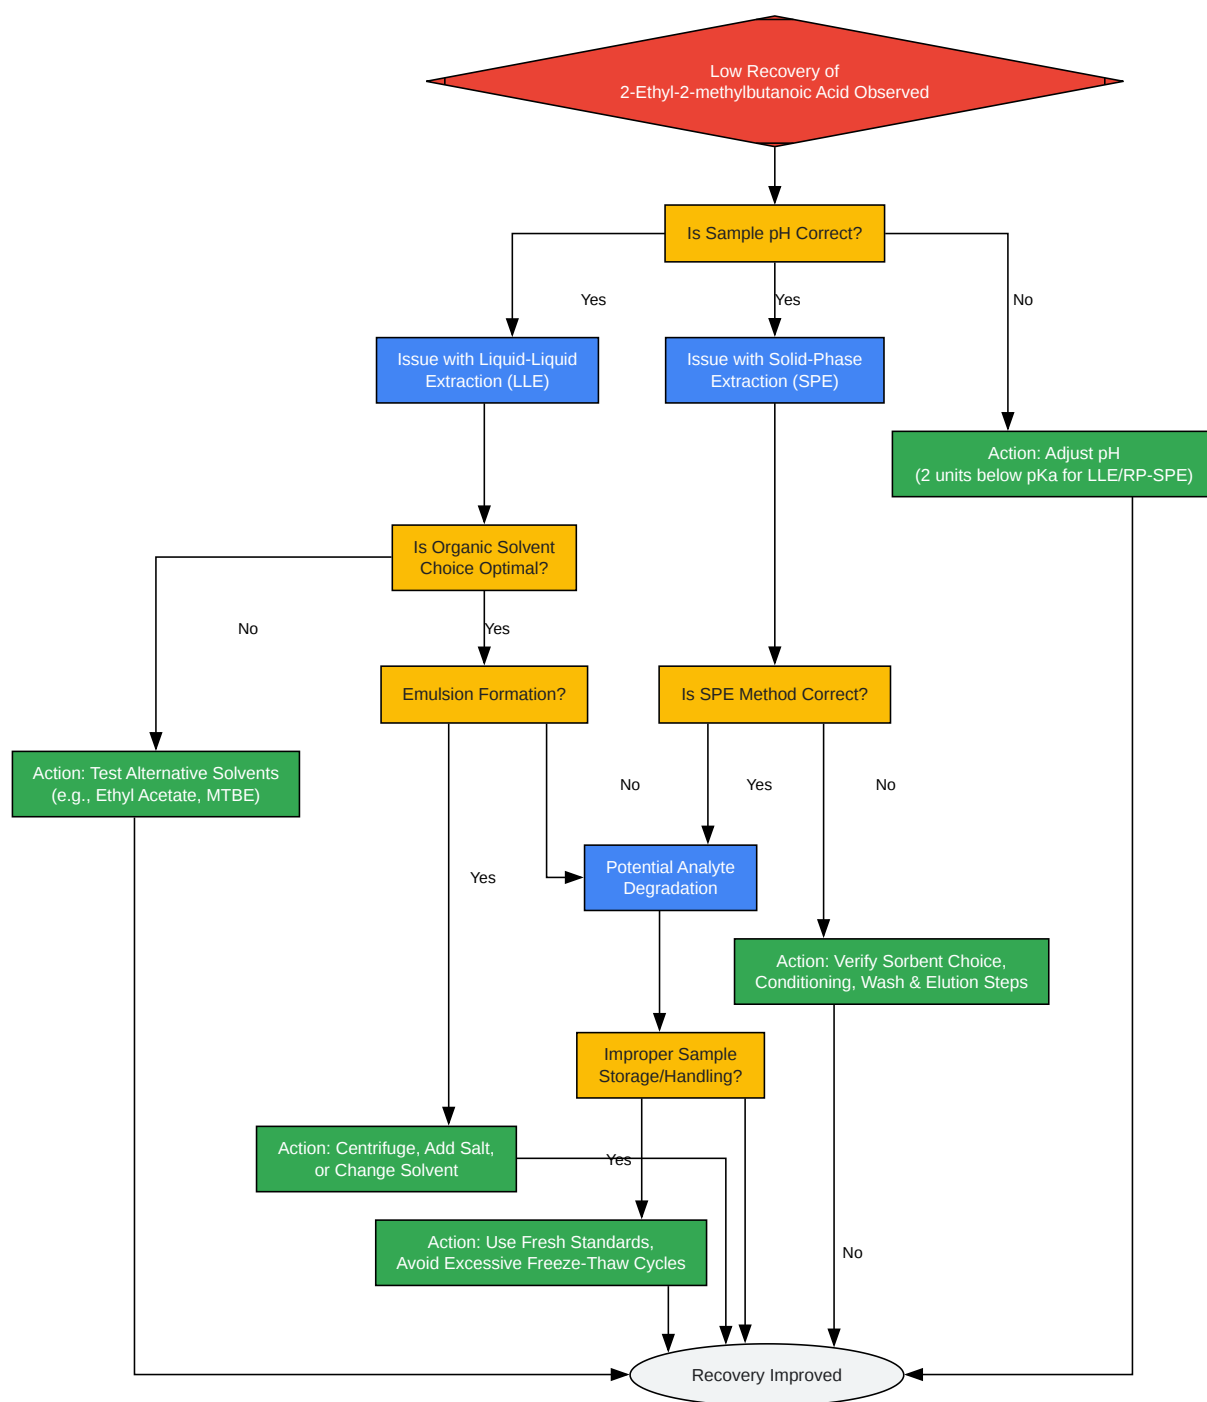 Low Recovery of
2-Ethyl-2-methylbutanoic Acid Observed
Is Sample pH Correct?
Yes
Yes
No
Issue with Liquid-Liquid
Extraction (LLE)
Issue with Solid-Phase
Extraction (SPE)
Action: Adjust pH
(2 units below pKa for LLE/RP-SPE)
Is Organic Solvent
Choice Optimal?
No
Yes
Emulsion Formation?
Is SPE Method Correct?
Action: Test Alternative Solvents
(e.g., Ethyl Acetate, MTBE)
No
Yes
No
Potential Analyte
Degradation
Yes
Action: Verify Sorbent Choice,
Conditioning, Wash & Elution Steps
Improper Sample
Storage/Handling?
Action: Centrifuge, Add Salt,
or Change Solvent
Yes
Action: Use Fresh Standards,
Avoid Excessive Freeze-Thaw Cycles
No
Recovery Improved